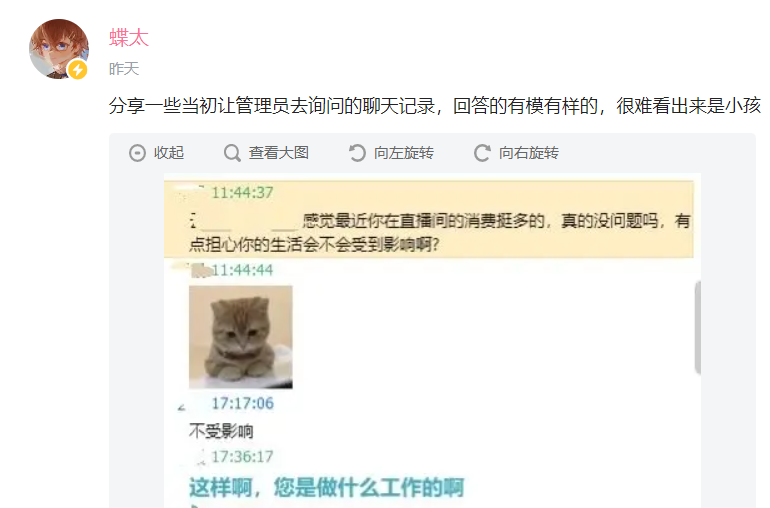 蝶太
昨天
分享一些当初让管理员去询问的聊天记录，回答的有模有样的，很难看出来是小孩
收起 查看大图 向左旋转 向右旋转
11:44:37
感觉最近你在直播间的消费挺多的，真的没问题吗，有
点担心你的生活会不会受到影响啊?
11:44:44
17:17:06
不受影响
17:36:17
这样啊，您是做什么工作的啊